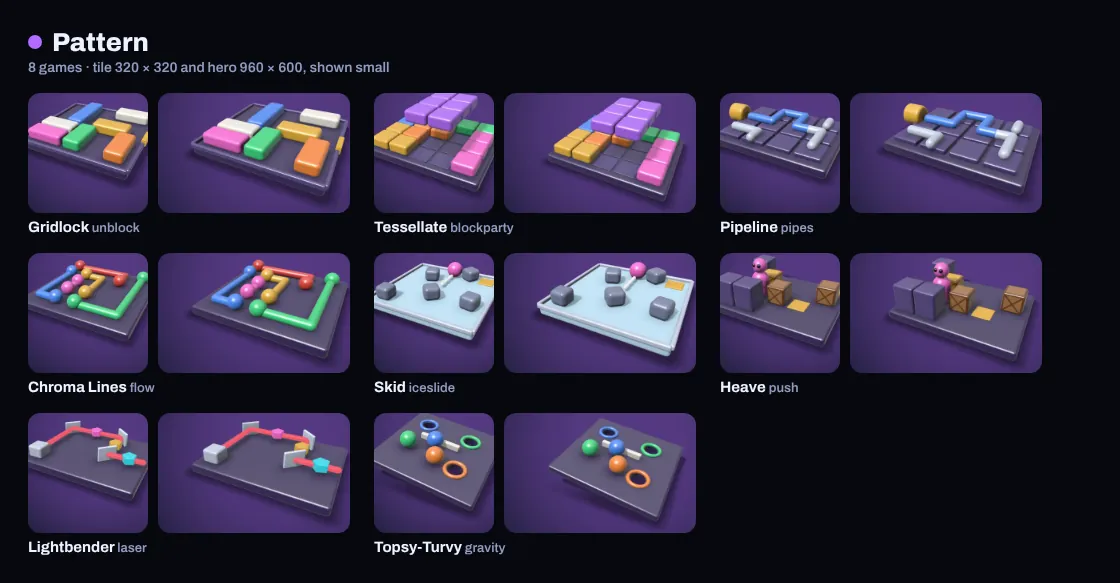 Pattern
8 games · tile 320 × 320 and hero 960 × 600, shown small
Gridlock unblock
Tessellate blockparty
Pipeline pipes
Chroma Lines flow
Skid iceslide
Heave push
Lightbender laser
Topsy-Turvy gravity